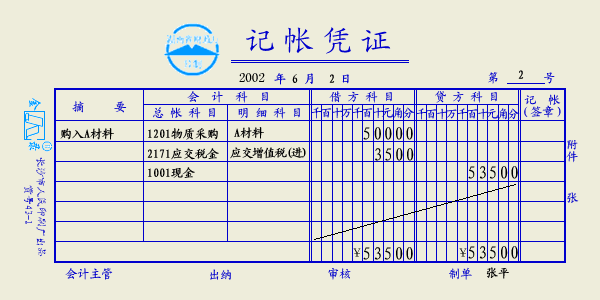 记帐凭证
2002 年 6 月 2 日 第 2 号
摘 要 会 计 科 目 借 方 科 目 贷 方 科 目 记 帐
总 帐 科 目 明 细 科 目 千百十万千百十元角分 千百十万千百十元角分 (签章)
购入A材料 1201物质采购 A材料 50000
2171应交税金 应交增值税(进) 3500
1001现金 53500
¥53500 ¥53500
附件 张
会计主管 出纳 审核 制单 张平